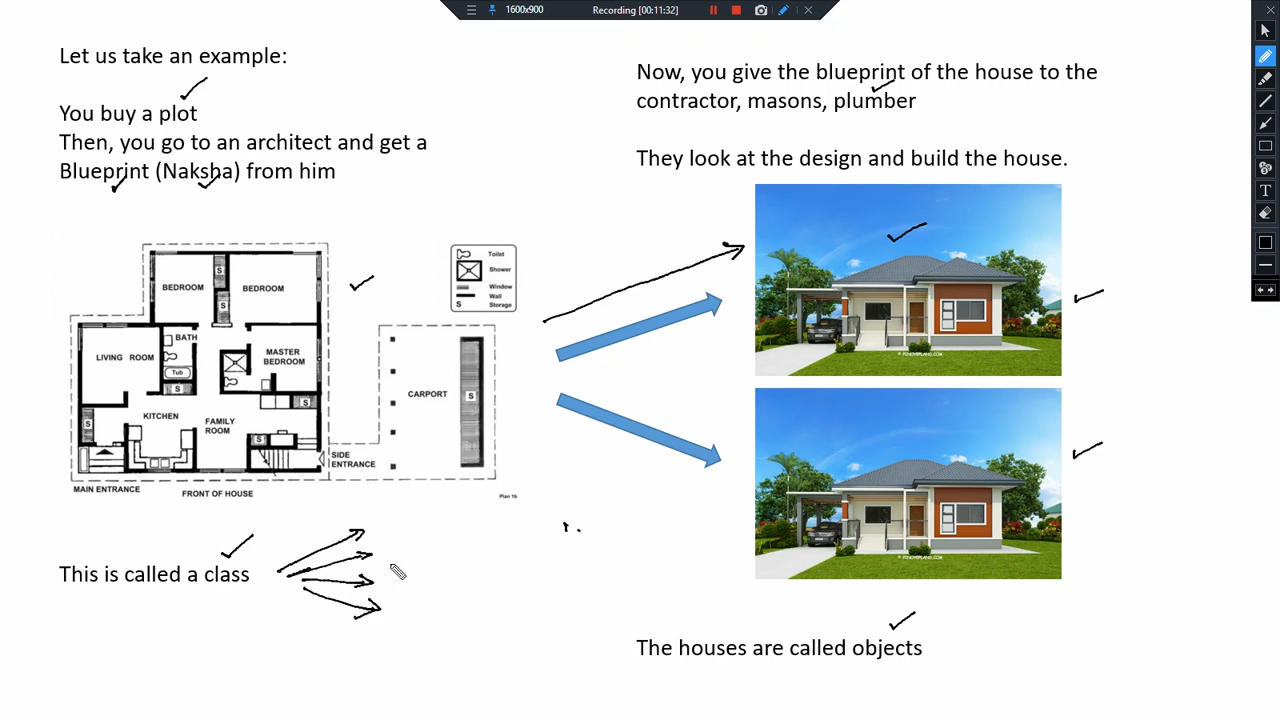 1600x900
Recording [00:11:32]
Let us take an example:
You buy a plot
Then, you go to an architect and get a
Blueprint (Naksha) from him
BEDROOM
BEDROOM
S
S
LIVING ROOM
BATH
Tub
S
MASTER
BEDROOM
KITCHEN
FAMILY
ROOM
S
S
S
SIDE
ENTRANCE
MAIN ENTRANCE
FRONT OF HOUSE
CARPORT
S
Plan 1b
Toilet
Shower
Window
Wall
S Storage
This is called a class
Now, you give the blueprint of the house to the
contractor, masons, plumber
They look at the design and build the house.
The houses are called objects
T